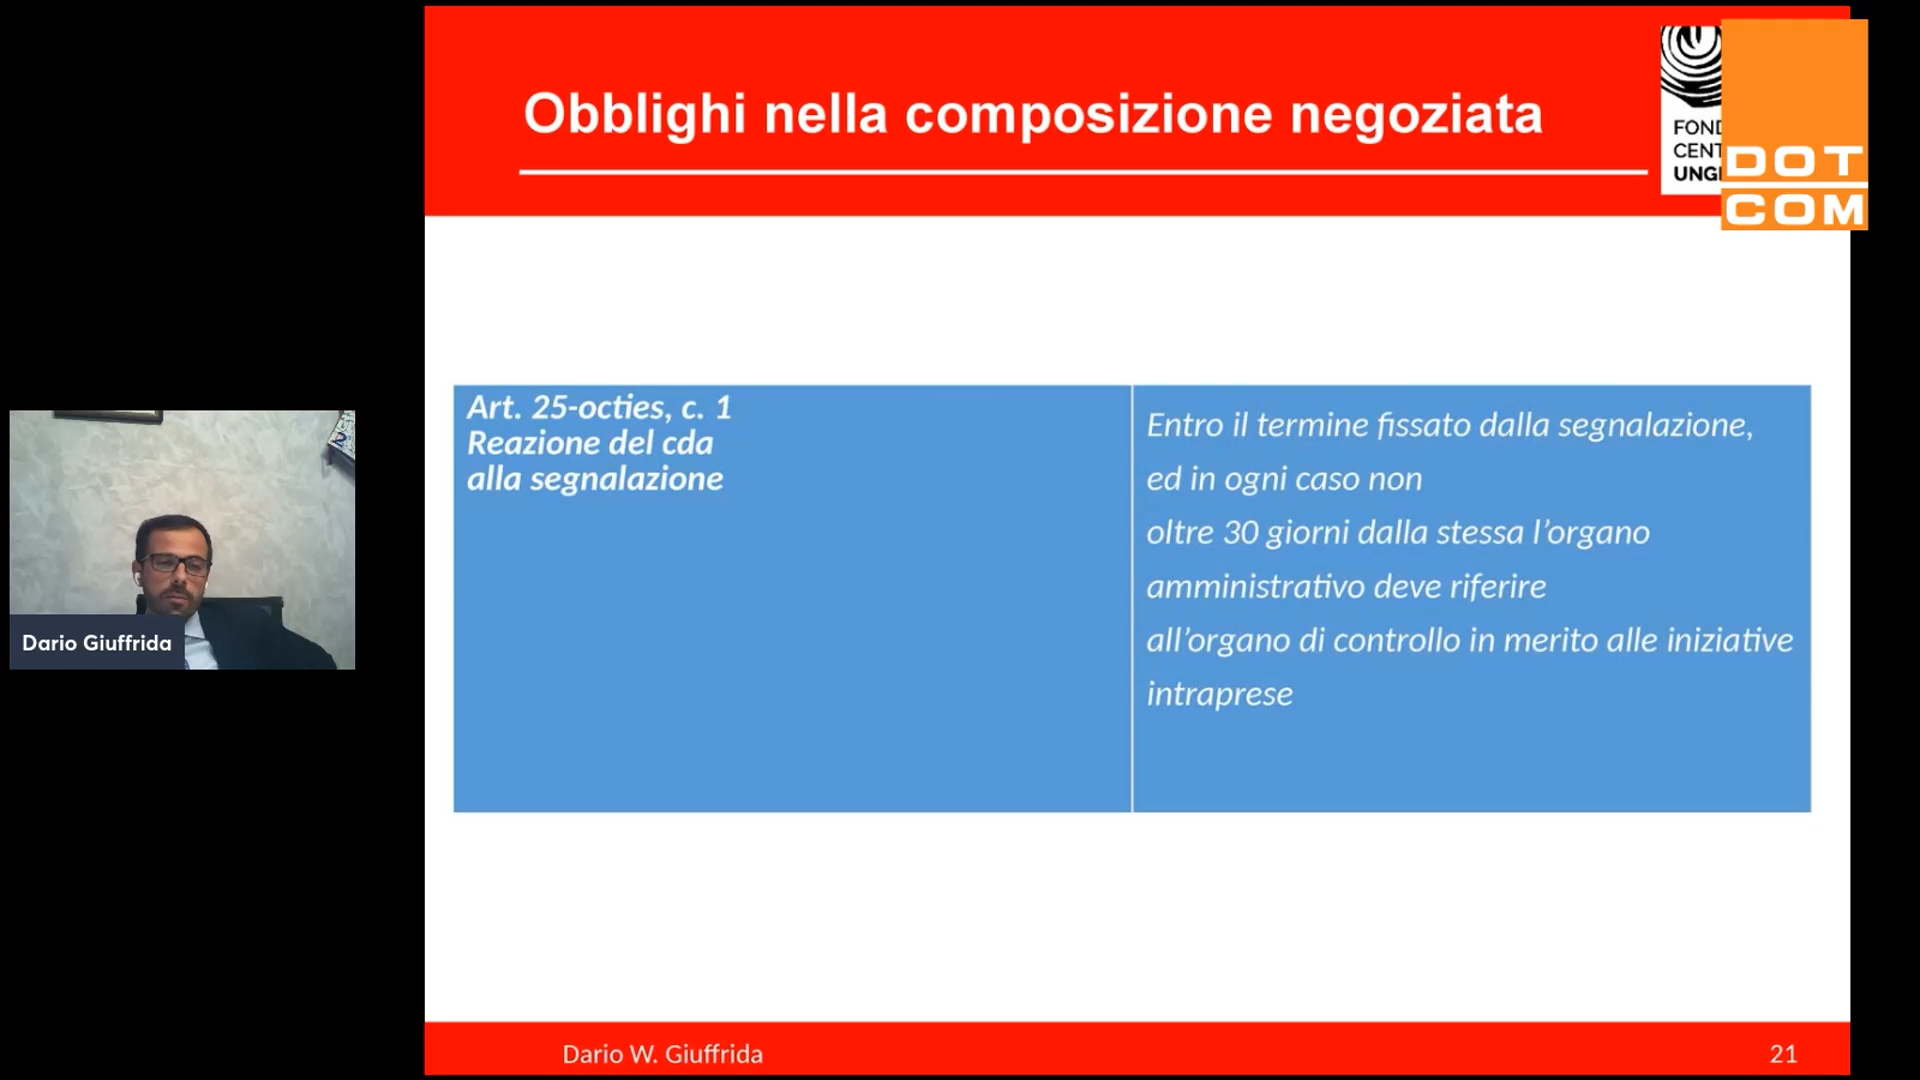 Obblighi nella composizione negoziata
DOT
COM
Art. 25-octies, c. 1
Reazione del cda
alla segnalazione
Entro il termine fissato dalla segnalazione,
ed in ogni caso non
oltre 30 giorni dalla stessa l’organo
amministrativo deve riferire
all’organo di controllo in merito alle iniziative
intraprese
Dario Giuffrida
Dario W. Giuffrida
21